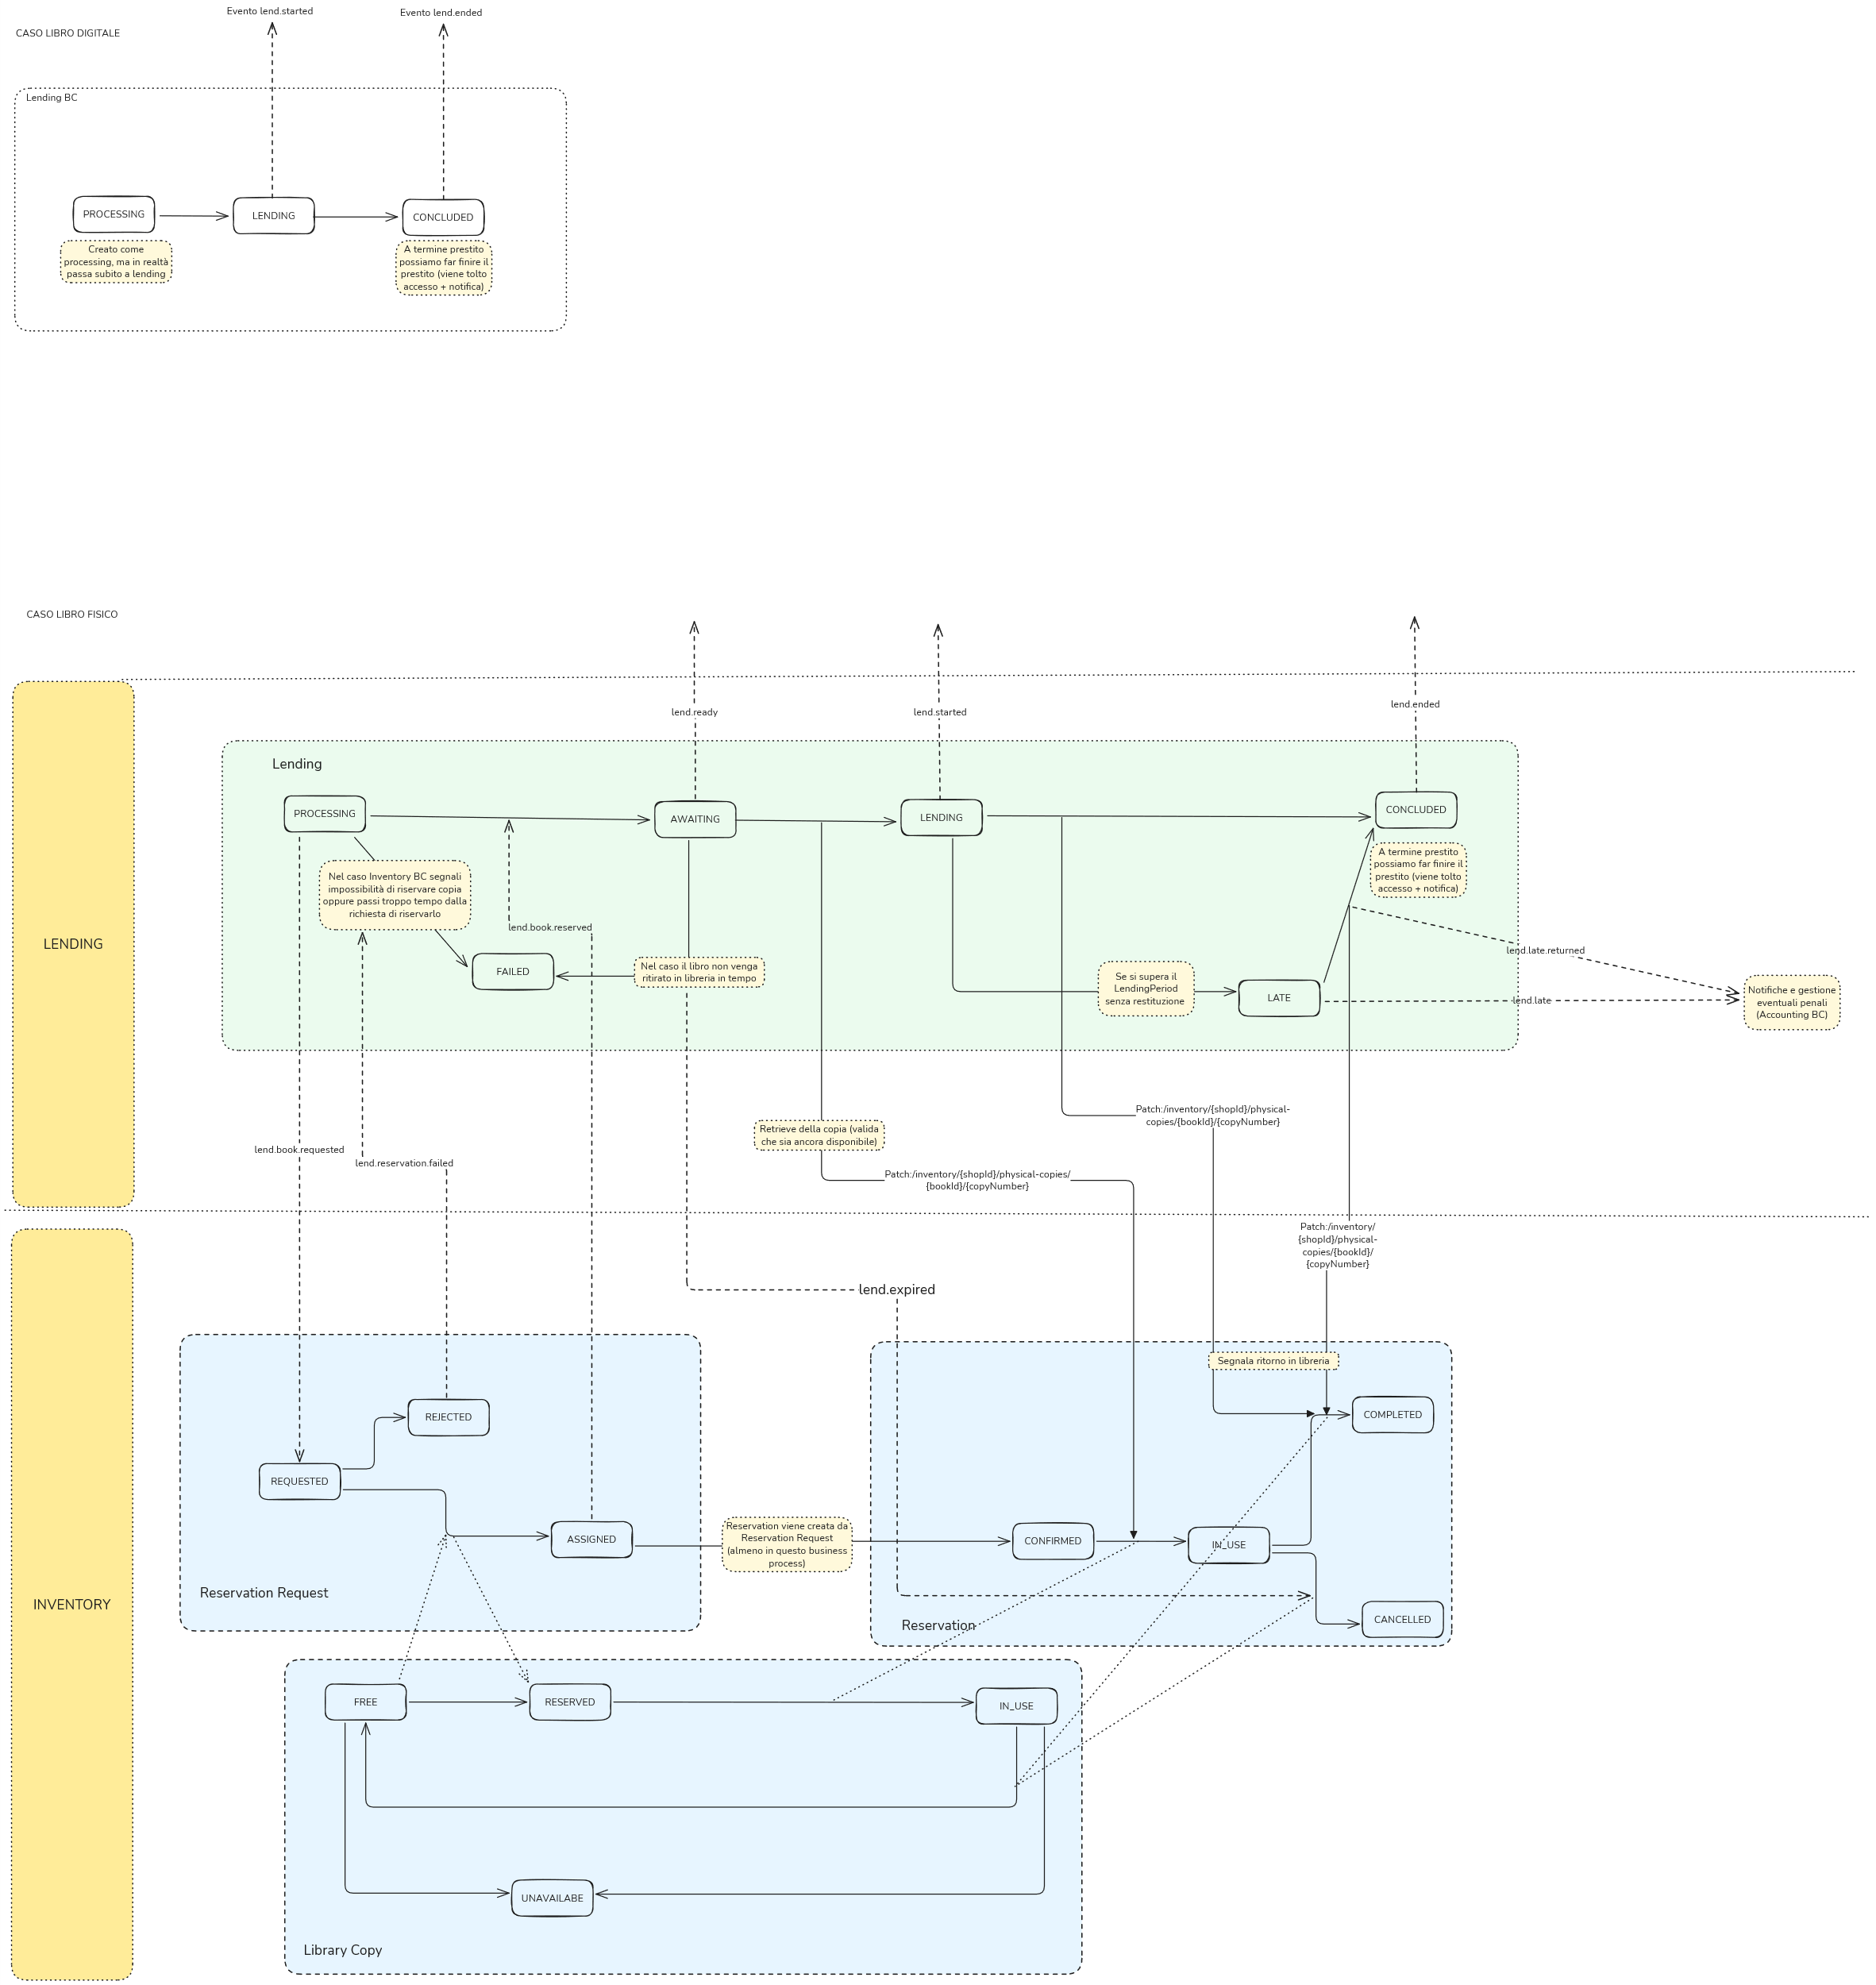 Evento lend.started
Evento lend.ended
CASO LIBRO DIGITALE
Lending BC
PROCESSING
LENDING
CONCLUDED
Creato come
processing, ma in realtà
passa subito a lending
A termine prestito
possiamo far finire il
prestito (viene tolto
accesso + notifica)
CASO LIBRO FISICO
lend.ready
lend.started
lend.ended
LENDING
Lending
PROCESSING
AWAITING
LENDING
CONCLUDED
Nel caso Inventory BC segnali
impossibilità di riservare copia
oppure passi troppo tempo dalla
richiesta di riservarlo
A termine prestito
possiamo far finire il
prestito (viene tolto
accesso + notifica)
lend.book.reserved
FAILED
Nel caso il libro non venga
ritirato in libreria in tempo
Se si supera il
LendingPeriod
senza restituzione
LATE
lend.late.returned
lend.late
Notifiche e gestione
eventuali penali
(Accounting BC)
lend.book.requested
lend.reservation.failed
Retrieve della copia (valida
che sia ancora disponibile)
Patch:/inventory/{shopId}/physical-
copies/{bookId}/{copyNumber}
Patch:/inventory/{shopId}/physical-copies/
{bookId}/{copyNumber}
Patch:/inventory/
{shopId}/physical-
copies/{bookId}/
{copyNumber}
lend.expired
INVENTORY
REJECTED
REQUESTED
ASSIGNED
Reservation Request
Reservation viene creata da
Reservation Request
(almeno in questo business
process)
Segnala ritorno in libreria
COMPLETED
CONFIRMED
IN_USE
CANCELLED
Reservation
FREE
RESERVED
IN_USE
UNAVAILABE
Library Copy